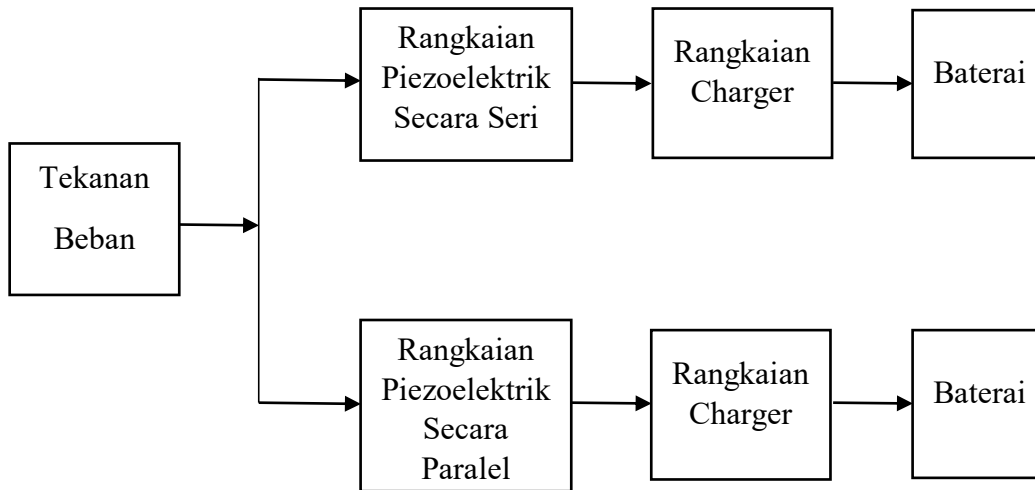 Tekanan
Beban
Rangkaian
Piezoelektrik
Secara Seri
Rangkaian
Charger
Baterai
Rangkaian
Piezoelektrik
Secara
Paralel
Rangkaian
Charger
Baterai